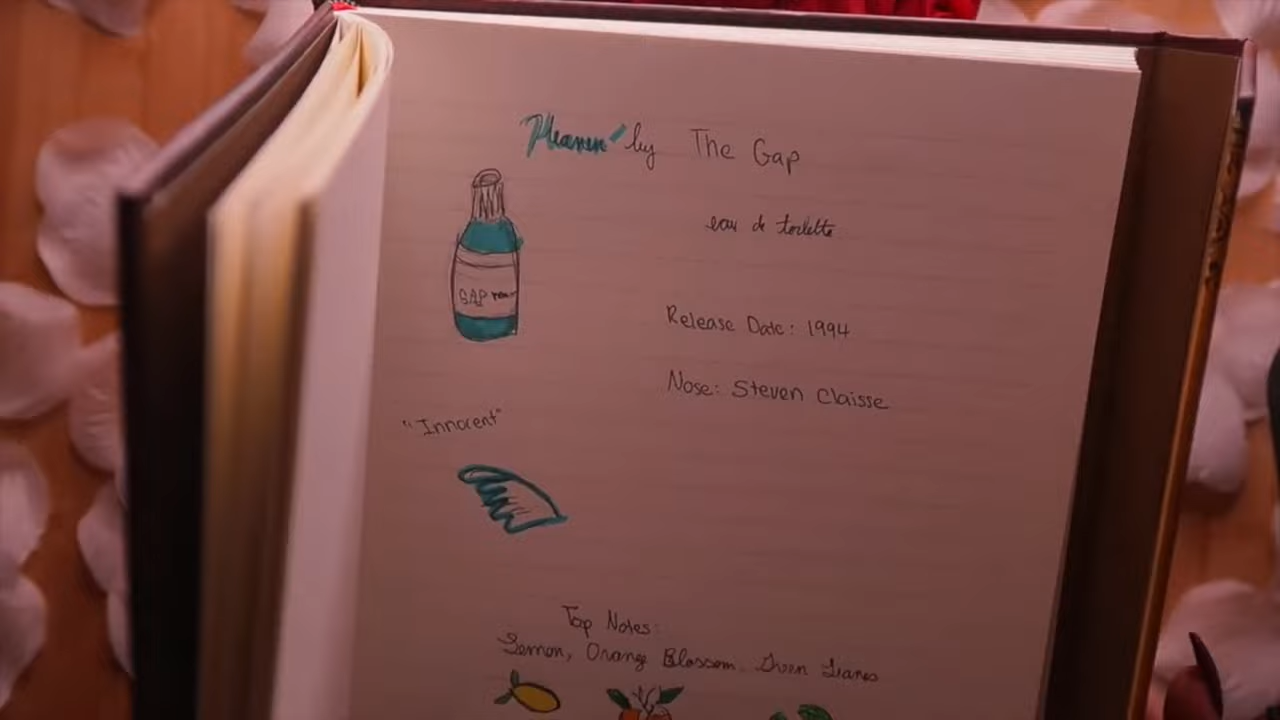 Heaven by The Gap
eau de toilette
GAP
Release Date: 1994
Nose: Steven Claisse
"Innocent"
Top Notes:
Lemon, Orange Blossom, Green